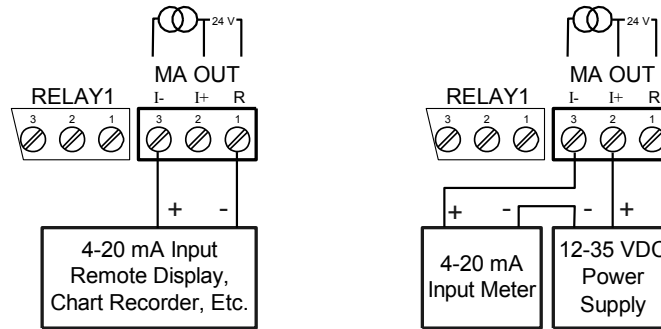 24 V
MA OUT
RELAY1 I- I+ R
3 2 1 3 2 1
+ -
4-20 mA Input
Remote Display,
Chart Recorder, Etc.
24 V
MA OUT
RELAY1 I- I+ R
3 2 1 3 2 1
+ - - +
4-20 mA
Input Meter
12-35 VDC
Power
Supply